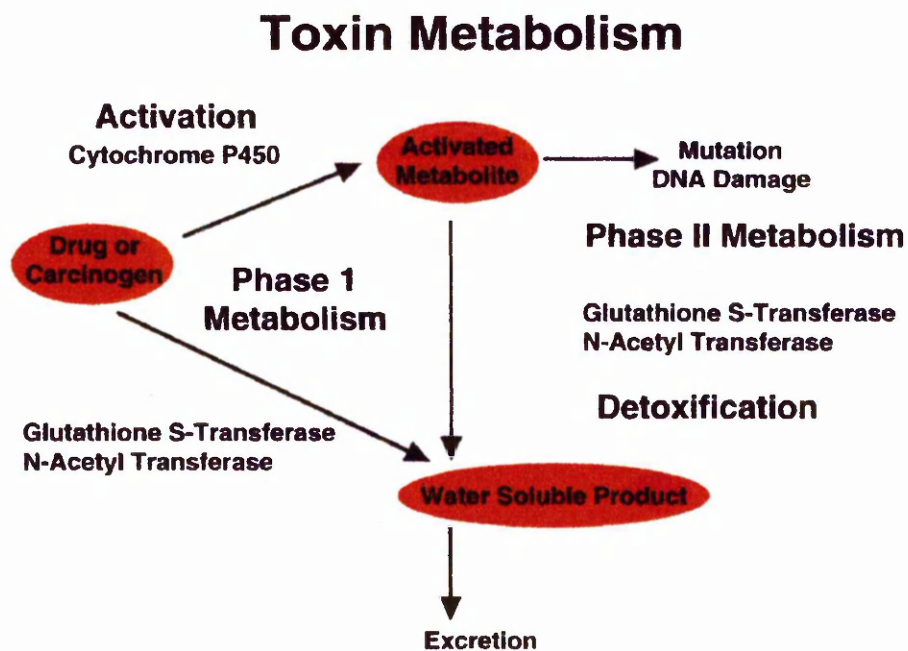 Toxin Metabolism
Activation
Cytochrome P450
Activated
Metabolite
Mutation
DNA Damage
Drug or
Carcinogen
Phase 1
Metabolism
Phase II Metabolism
Glutathione S-Transferase
N-Acetyl Transferase
Detoxification
Glutathione S-Transferase
N-Acetyl Transferase
Water Soluble Product
Excretion